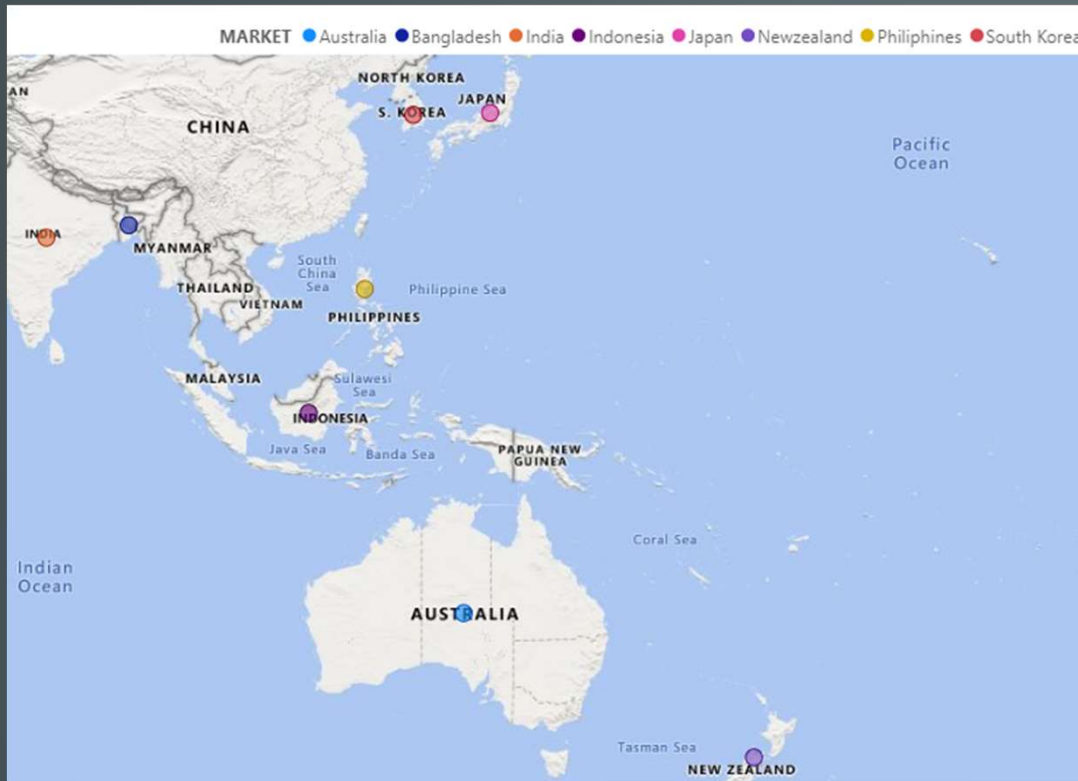 MARKET Australia Bangladesh India Indonesia Japan Newzealand Philiphines South Korea
NORTH KOREA
AN
JAPAN
S. KOREA
CHINA
Pacific
Ocean
INDIA
MYANMAR
South
China
Sea
THAILAND
Philippine Sea
VIETNAM
PHILIPPINES
MALAYSIA
Sulawesi
Sea
INDONESIA
Java Sea
Banda Sea
PAPUA NEW
GUINEA
Coral Sea
Indian
Ocean
AUSTRALIA
Tasman Sea
NEW ZEALAND